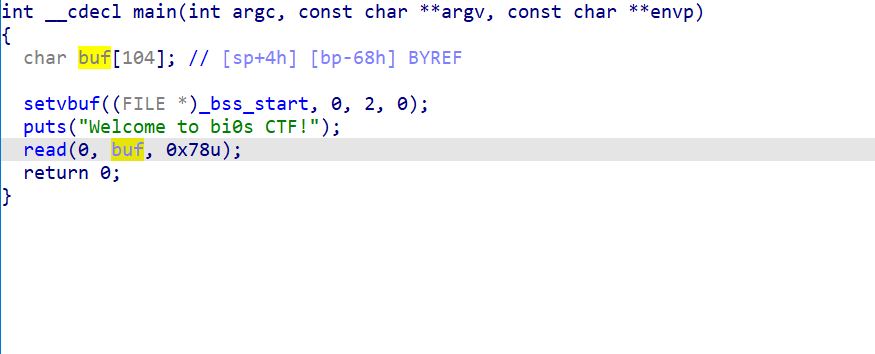 int __cdecl main(int argc, const char **argv, const char **envp)
{
char buf[104]; // [sp+4h] [bp-68h] BYREF
setvbuf((FILE *)_bss_start, 0, 2, 0);
puts("Welcome to bi0s CTF!");
read(0, buf, 0x78u);
return 0;
}